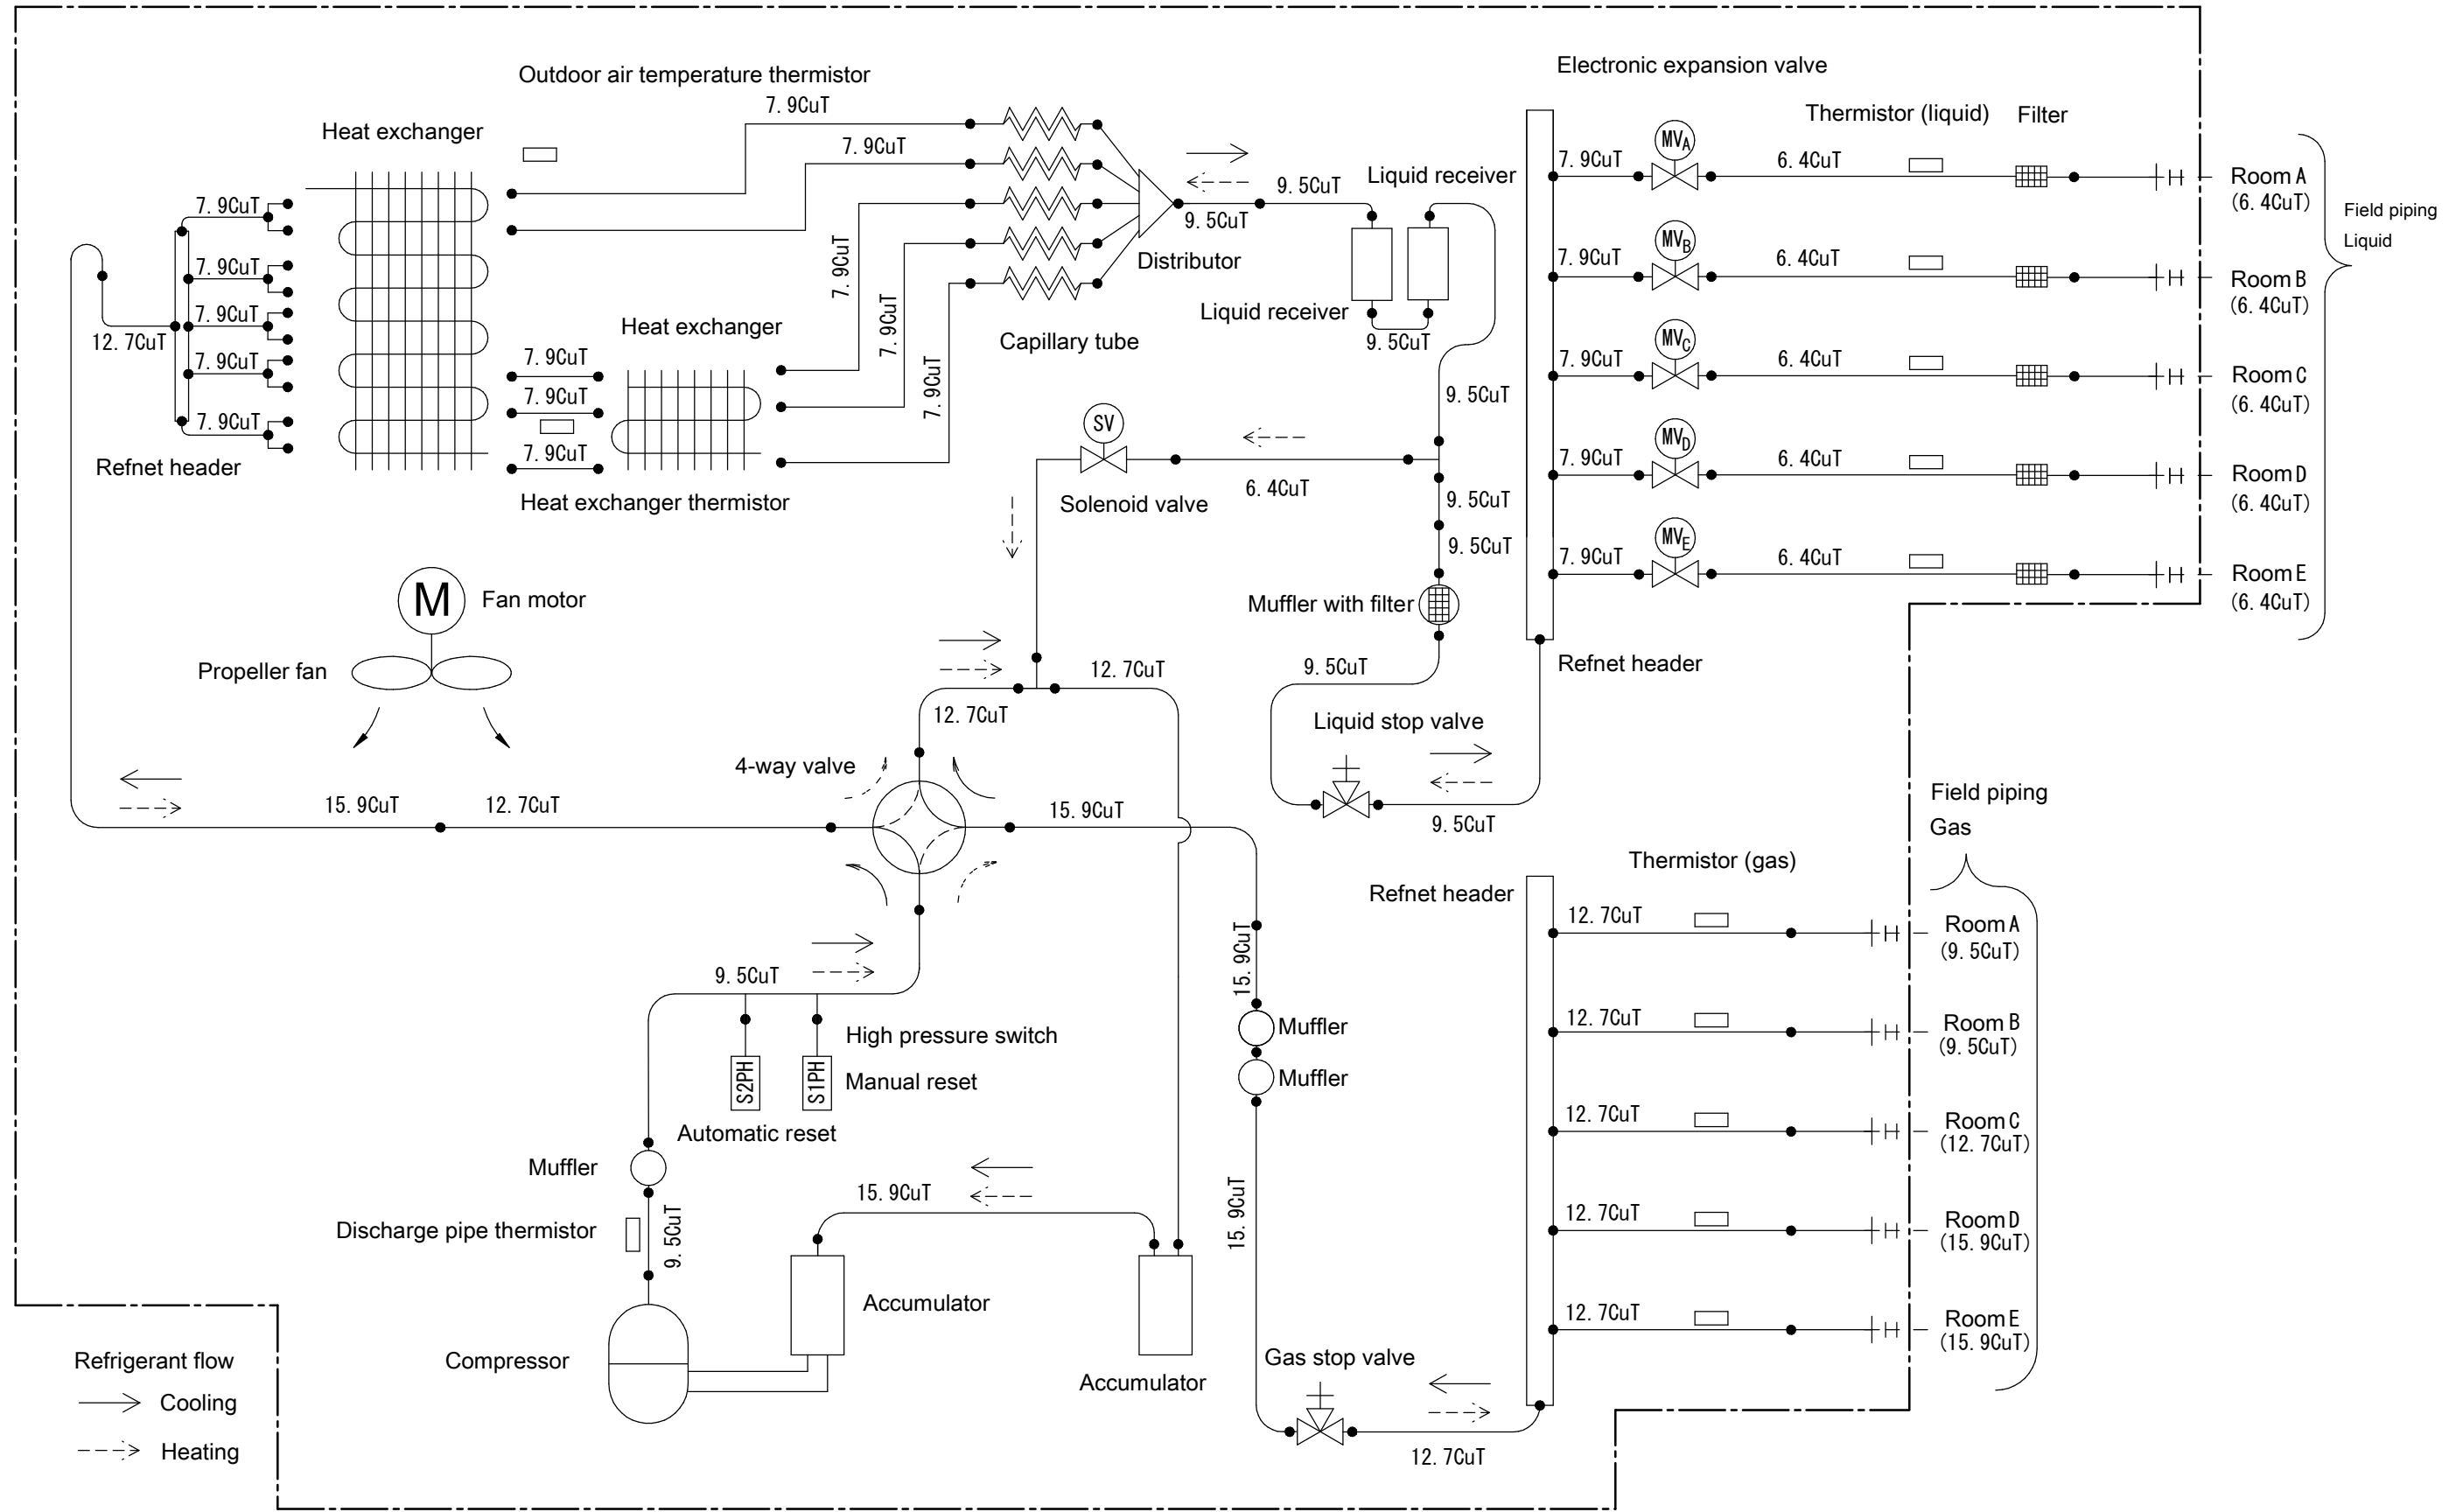 Outdoor air temperature thermistor
Electronic expansion valve
7.9CuT
Heat exchanger
7.9CuT
Thermistor (liquid)
Filter
MVA
7.9CuT
6.4CuT
Liquid receiver
9.5CuT
9.5CuT
Room A
(6.4CuT)
Field piping
Liquid
7.9CuT
7.9CuT
7.9CuT
7.9CuT
7.9CuT
12.7CuT
Refnet header
7.9CuT
7.9CuT
7.9CuT
Distributor
Liquid receiver
9.5CuT
Capillary tube
Heat exchanger
7.9CuT
7.9CuT
7.9CuT
Heat exchanger thermistor
MVB
7.9CuT
6.4CuT
Room B
(6.4CuT)
MVC
7.9CuT
6.4CuT
Room C
(6.4CuT)
MVD
7.9CuT
6.4CuT
Room D
(6.4CuT)
MVE
7.9CuT
6.4CuT
Room E
(6.4CuT)
SV
Solenoid valve
6.4CuT
9.5CuT
9.5CuT
9.5CuT
Muffler with filter
9.5CuT
Refnet header
M
Fan motor
Propeller fan
12.7CuT
12.7CuT
Liquid stop valve
4-way valve
15.9CuT
12.7CuT
15.9CuT
9.5CuT
Field piping
Gas
Thermistor (gas)
Refnet header
12.7CuT
Room A
(9.5CuT)
12.7CuT
Room B
(9.5CuT)
12.7CuT
Room C
(12.7CuT)
12.7CuT
Room D
(15.9CuT)
12.7CuT
Room E
(15.9CuT)
9.5CuT
15.9CuT
Muffler
Muffler
High pressure switch
S2PH
S1PH
Manual reset
Automatic reset
Muffler
Discharge pipe thermistor
9.5CuT
15.9CuT
15.9CuT
Accumulator
Compressor
Accumulator
Gas stop valve
12.7CuT
Refrigerant flow
Cooling
Heating